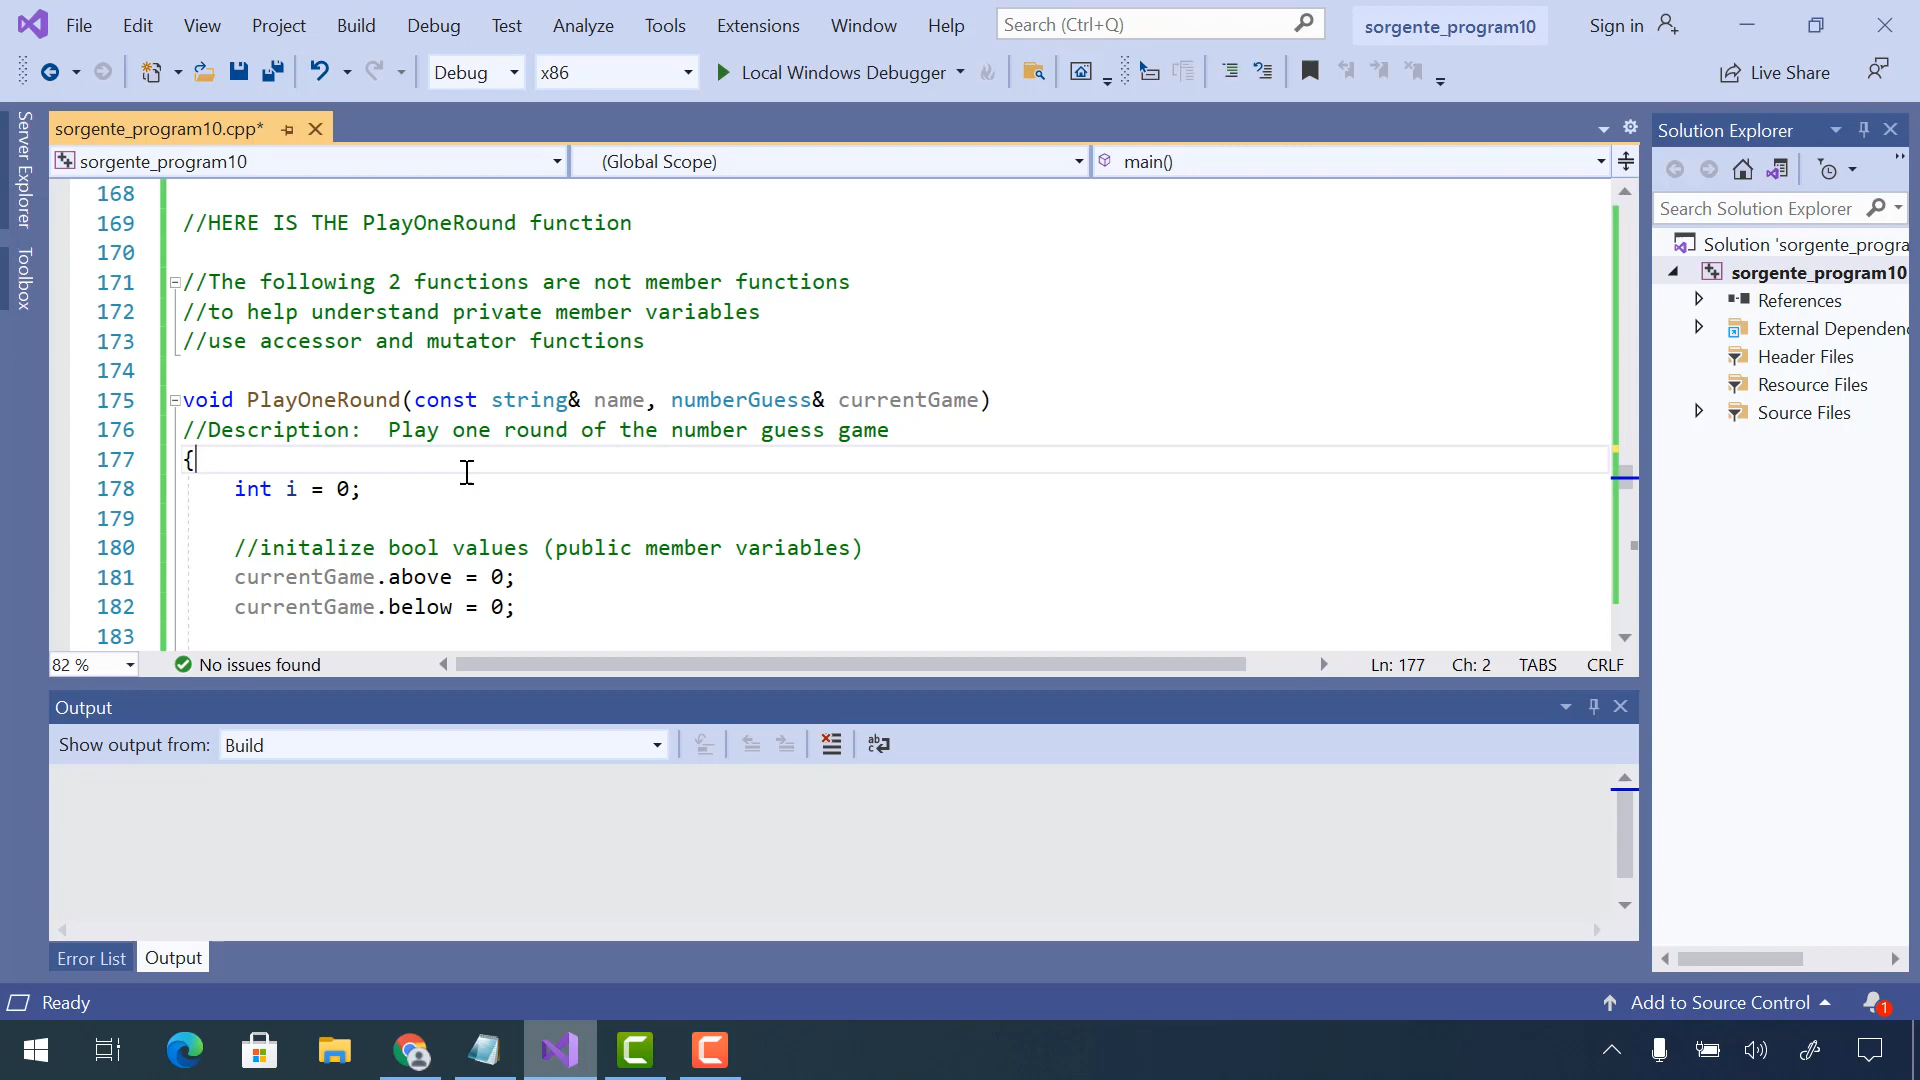 File Edit View Project Build Debug Test Analyze Tools Extensions Window Help Search (Ctrl+Q) sorgente_program10 Sign in
Debug x86 Local Windows Debugger Live Share
Server Explorer
Toolbox
sorgente_program10.cpp*
sorgente_program10 (Global Scope) main()
168
169 //HERE IS THE PlayOneRound function
170
171 //The following 2 functions are not member functions
172 //to help understand private member variables
173 //use accessor and mutator functions
174
175 void PlayOneRound(const string& name, numberGuess& currentGame)
176 //Description:  Play one round of the number guess game
177 {
178 int i = 0;
179
180 //initalize bool values (public member variables)
181 currentGame.above = 0;
182 currentGame.below = 0;
183
82 % No issues found Ln: 177 Ch: 2 TABS CRLF
Output
Show output from: Build
Error List Output
Solution Explorer
Search Solution Explorer
Solution 'sorgente_progra
sorgente_program10
References
External Dependenc
Header Files
Resource Files
Source Files
Ready Add to Source Control 1